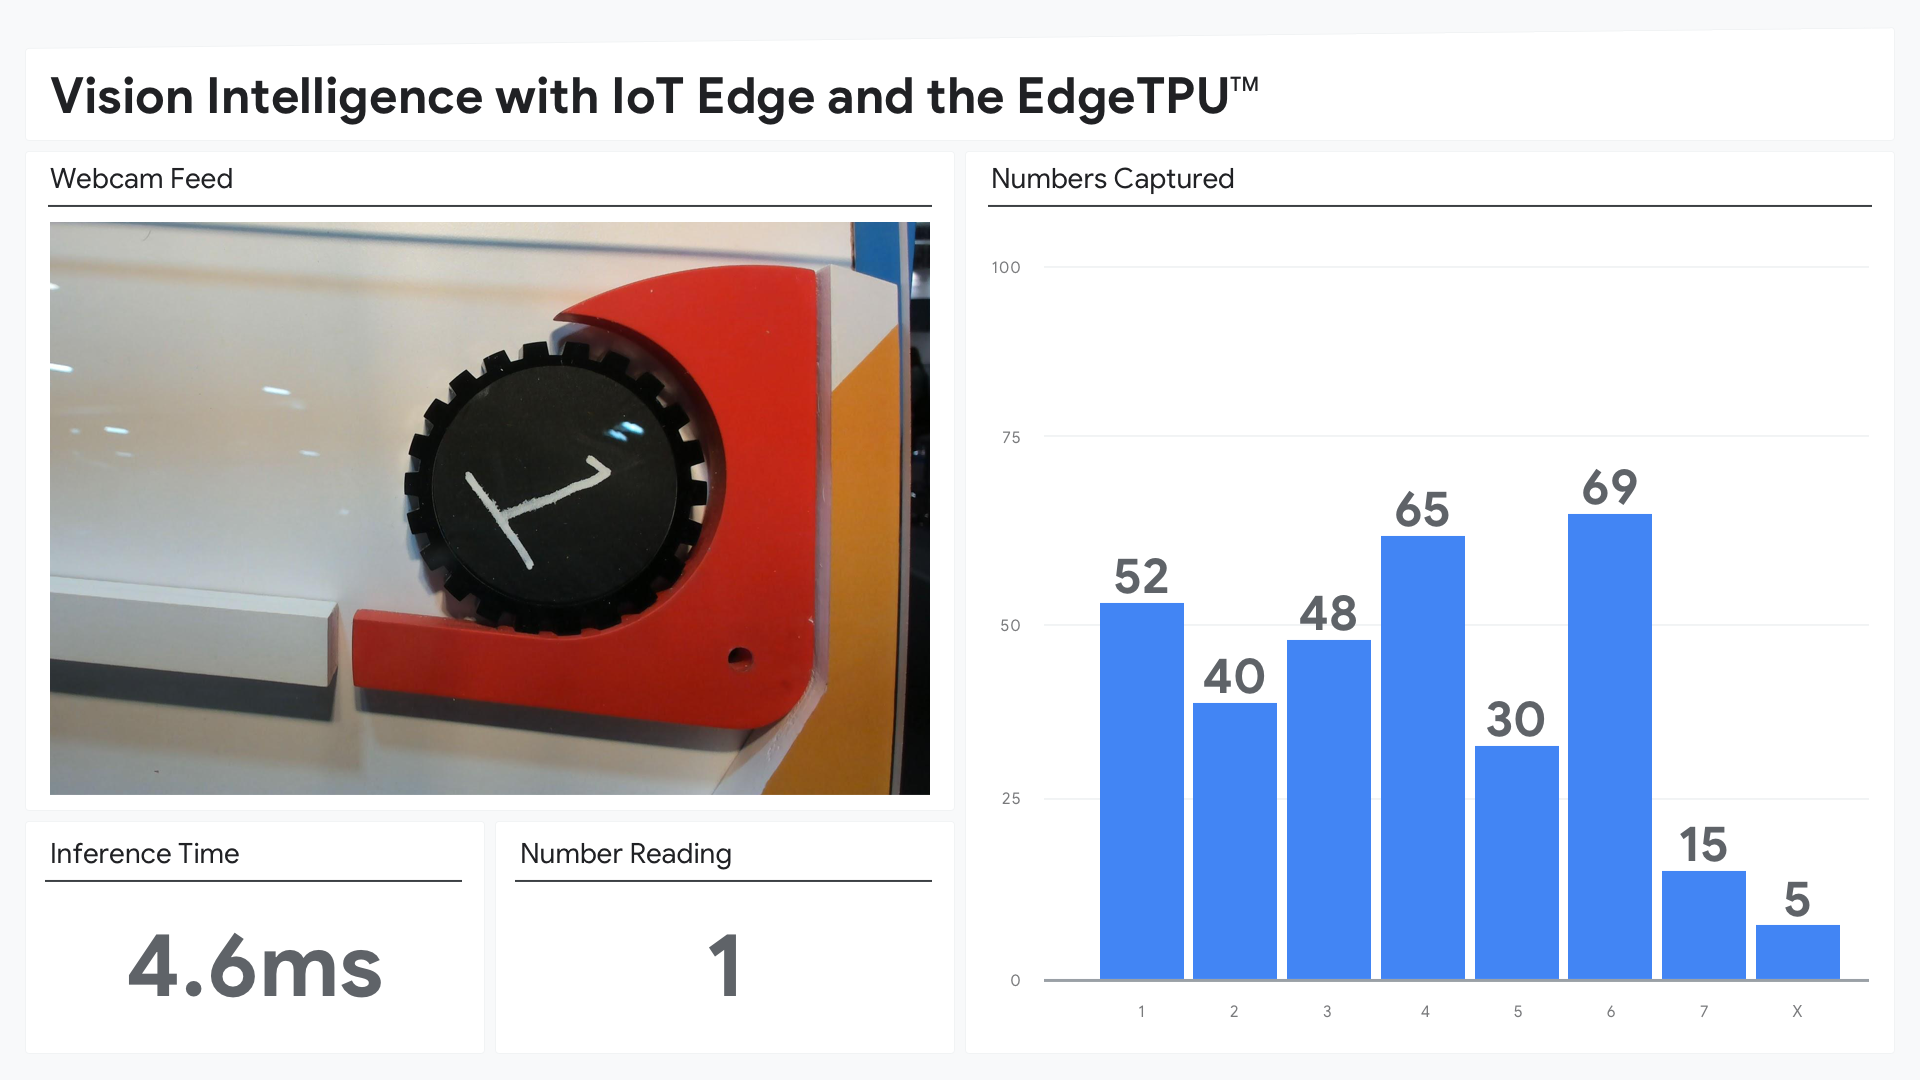 Vision Intelligence with IoT Edge and the EdgeTPU™
Webcam Feed
1
Inference Time
4.6ms
Number Reading
1
Numbers Captured
100
75
50
25
0
52
40
48
65
30
69
15
5
1 2 3 4 5 6 7 X